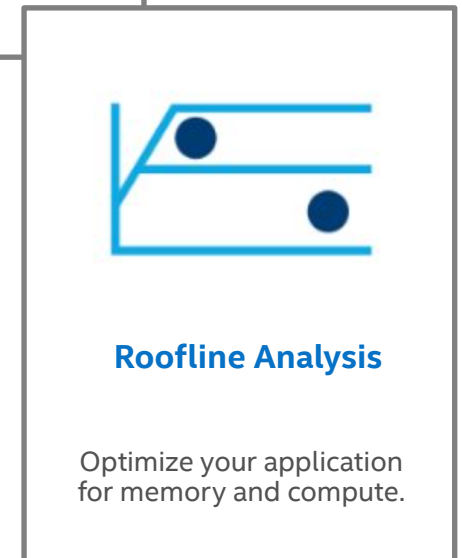 Roofline Analysis
Optimize your application
for memory and compute.